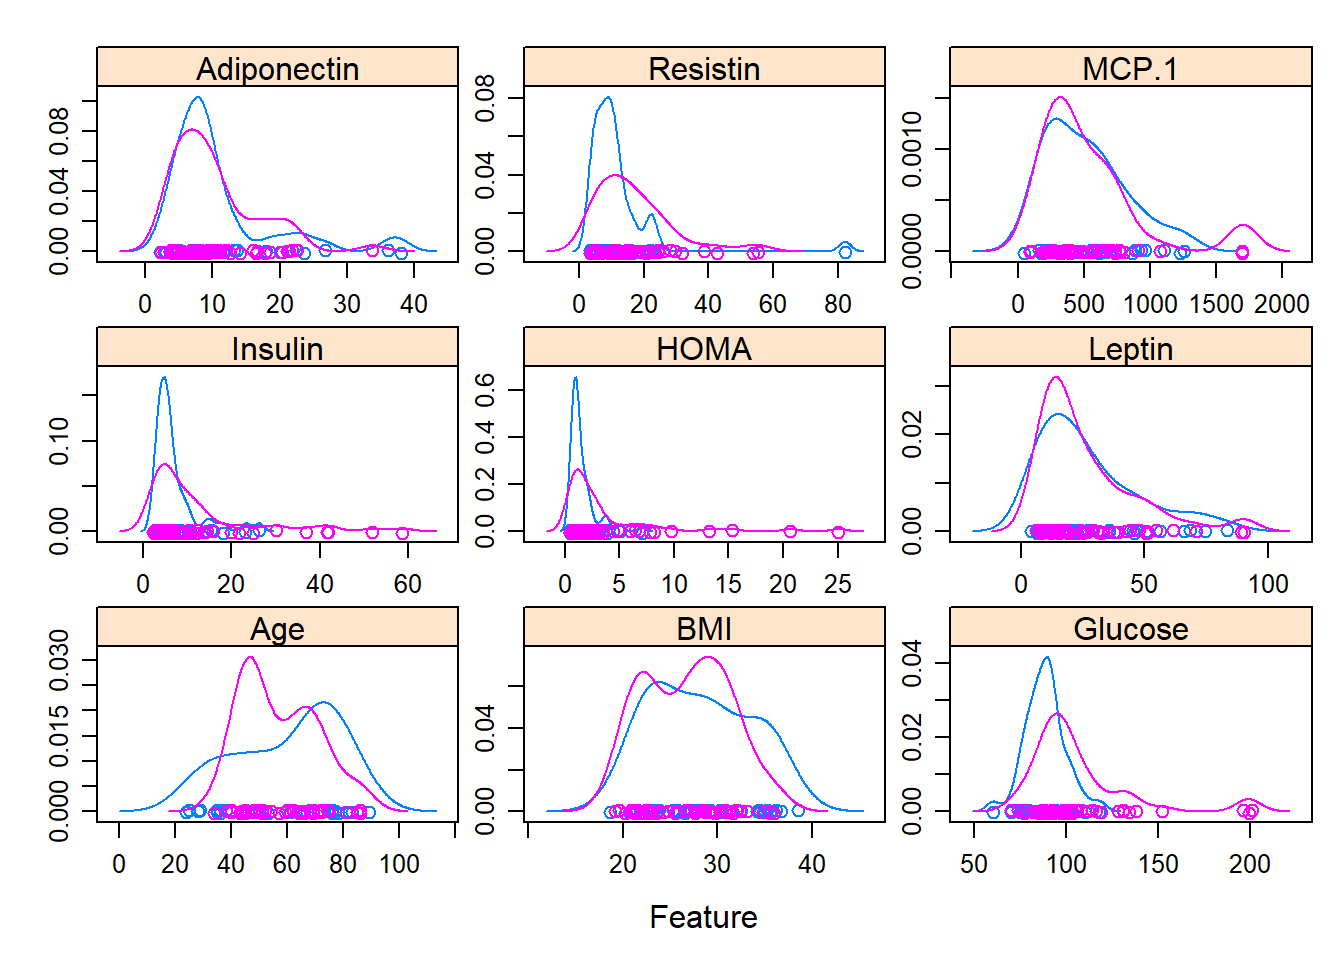 Adiponectin Resistin MCP.1
0.00 0.04 0.08 0.00 0.04 0.08 0.0000 0.0010
0 10 20 30 40 0 20 40 60 80 0 500 1000 1500 2000
Insulin HOMA Leptin
0.00 0.10 0.0 0.2 0.4 0.6 0.00 0.02
0 20 40 60 0 5 10 15 20 25 0 50 100
Age BMI Glucose
0.000 0.015 0.030 0.00 0.04 0.00 0.02 0.04
0 20 40 60 80 100 20 30 40 50 100 150 200
Feature